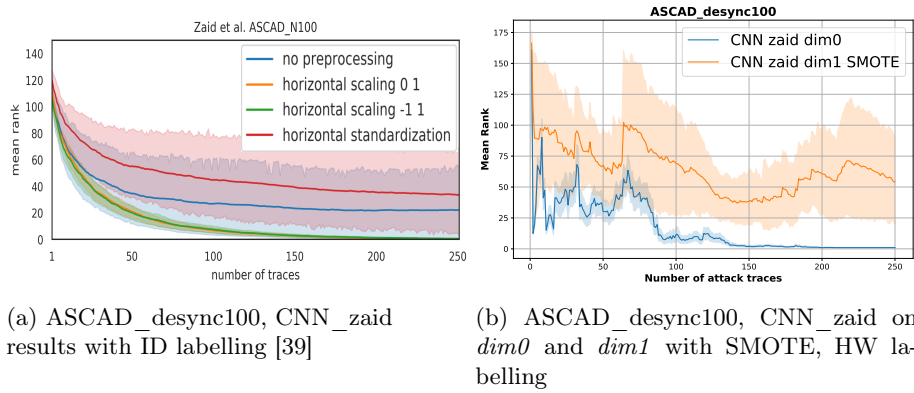 Zaid et al. ASCAD_N100
mean rank
140
120
100
80
60
40
20
0
no preprocessing
horizontal scaling 0 1
horizontal scaling -1 1
horizontal standardization
1
50
100
150
200
250
number of traces
(a) ASCAD_desync100, CNN_zaid
results with ID labelling [39]
ASCAD_desync100
Mean Rank
175
150
125
100
75
50
25
0
CNN zaid dim0
CNN zaid dim1 SMOTE
0
50
100
150
200
250
Number of attack traces
(b) ASCAD_desync100, CNN_zaid on
dim0 and dim1 with SMOTE, HW la-
belling